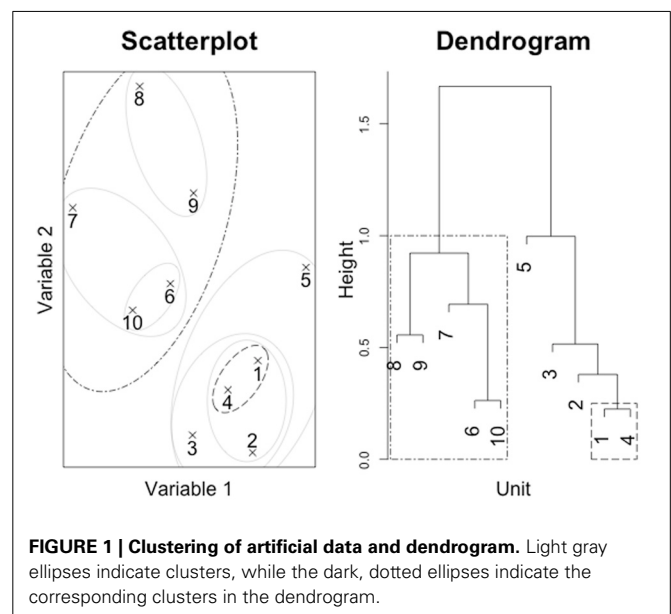 Scatterplot
Dendrogram
8
9
7
6
10
5
1
4
3
2
Variable 2
Variable 1
1.5
1.0
0.5
0.0
Height
8
9
7
6
10
5
3
2
1
4
Unit
FIGURE 1 | Clustering of artificial data and dendrogram. Light gray
ellipses indicate clusters, while the dark, dotted ellipses indicate the
corresponding clusters in the dendrogram.